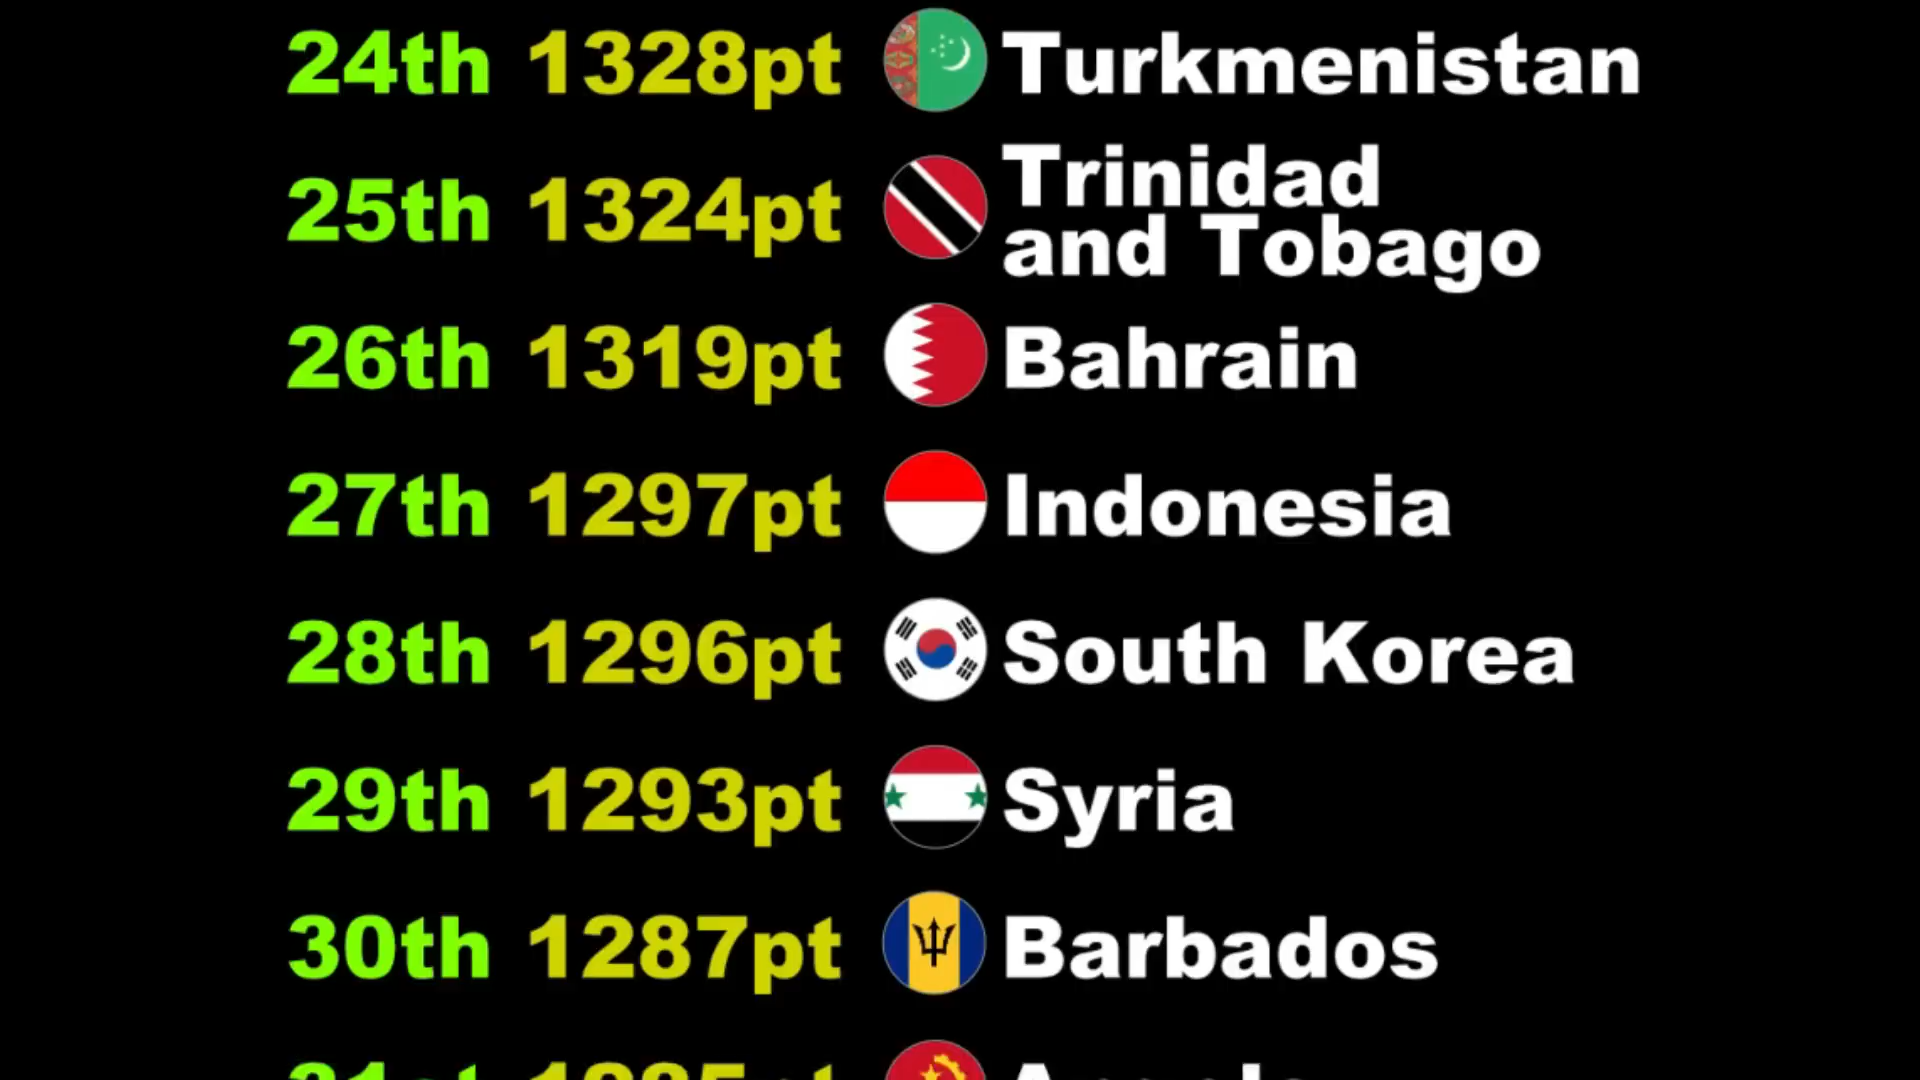 24th 1328pt Turkmenistan
25th 1324pt Trinidad
and Tobago
26th 1319pt Bahrain
27th 1297pt Indonesia
28th 1296pt South Korea
29th 1293pt Syria
30th 1287pt Barbados